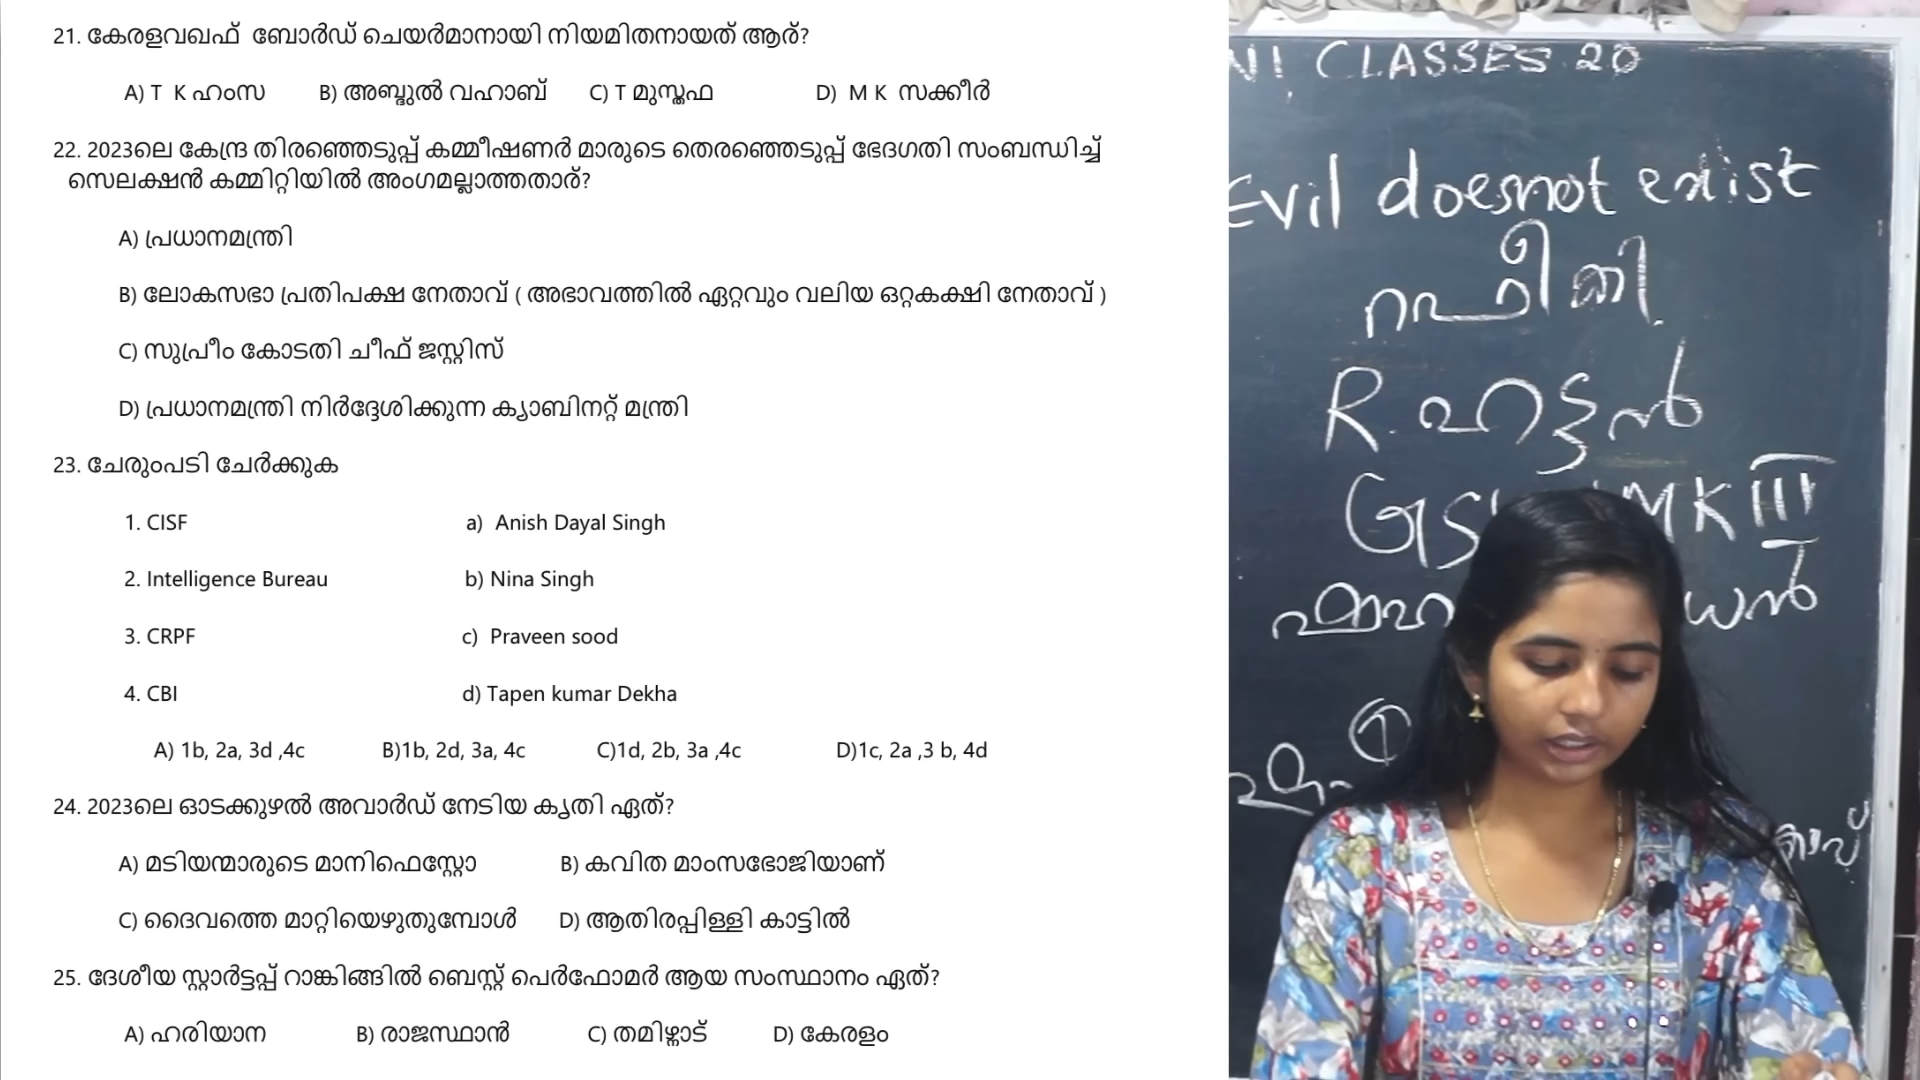 21. കേരളവഖഫ് ബോർഡ് ചെയർമാനായി നിയമിതനായത് ആര്?
A) T K ഹംസ B) അബ്ദുൽ വഹാബ് C) T മുസ്തഫ D) M K സക്കീർ
22. 2023ലെ കേന്ദ്ര തിരഞ്ഞെടുപ്പ് കമ്മീഷണർ മാരുടെ തെരഞ്ഞെടുപ്പ് ഭേദഗതി സംബന്ധിച്ച്
സെലക്ഷൻ കമ്മിറ്റിയിൽ അംഗമല്ലാത്തതാര്?
A) പ്രധാനമന്ത്രി
B) ലോകസഭാ പ്രതിപക്ഷ നേതാവ് ( അഭാവത്തിൽ ഏറ്റവും വലിയ ഒറ്റകക്ഷി നേതാവ് )
C) സുപ്രീം കോടതി ചീഫ് ജസ്റ്റിസ്
D) പ്രധാനമന്ത്രി നിർദ്ദേശിക്കുന്ന ക്യാബിനറ്റ് മന്ത്രി
23. ചേരുംപടി ചേർക്കുക
1. CISF a) Anish Dayal Singh
2. Intelligence Bureau b) Nina Singh
3. CRPF c) Praveen sood
4. CBI d) Tapen kumar Dekha
A) 1b, 2a, 3d ,4c B)1b, 2d, 3a, 4c C)1d, 2b, 3a ,4c D)1c, 2a ,3 b, 4d
24. 2023ലെ ഓടക്കുഴൽ അവാർഡ് നേടിയ കൃതി ഏത്?
A) മടിയന്മാരുടെ മാനിഫെസ്റ്റോ B) കവിത മാംസഭോജിയാണ്
C) ദൈവത്തെ മാറ്റിയെഴുതുമ്പോൾ D) ആതിരപ്പിള്ളി കാട്ടിൽ
25. ദേശീയ സ്റ്റാർട്ടപ്പ് റാങ്കിങ്ങിൽ ബെസ്റ്റ് പെർഫോമർ ആയ സംസ്ഥാനം ഏത്?
A) ഹരിയാന B) രാജസ്ഥാൻ C) തമിഴ്നാട് D) കേരളം
CLASSES 20
Evil doesnot exist
റഫീക്കി
R. ഹട്ടൻ
MK III